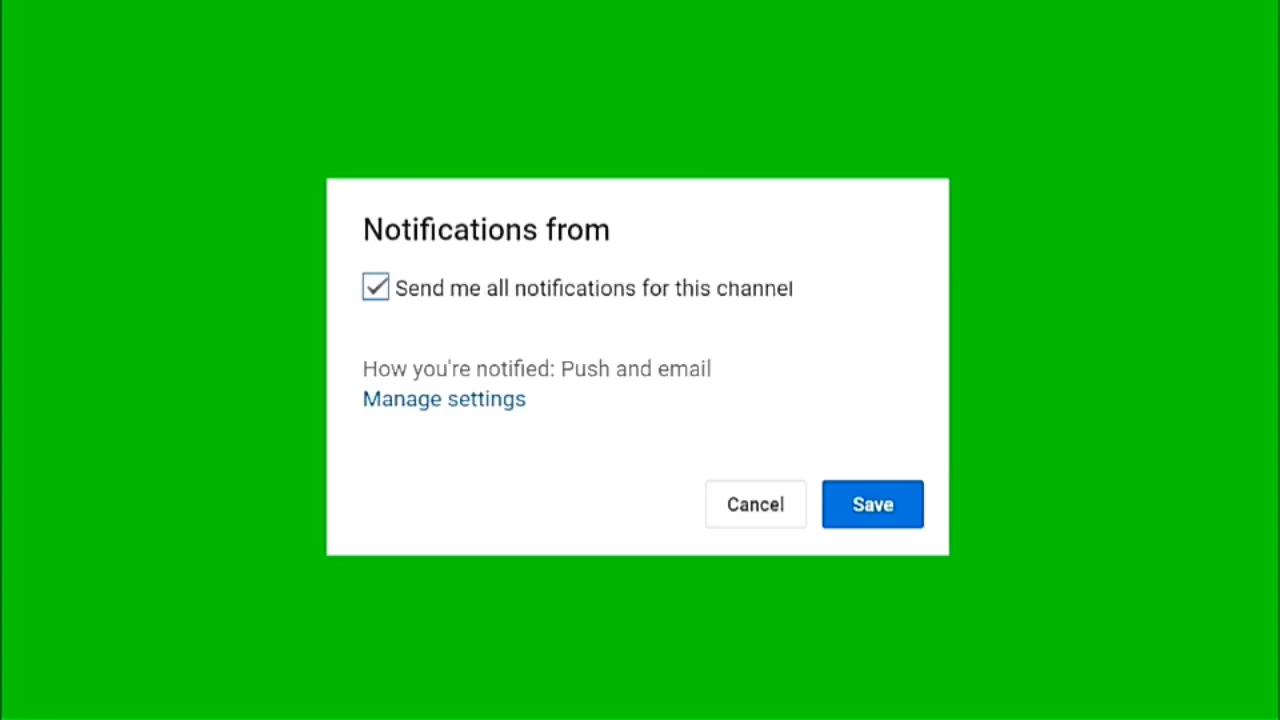 Notifications from
Send me all notifications for this channel
How you're notified: Push and email
Manage settings
Cancel
Save